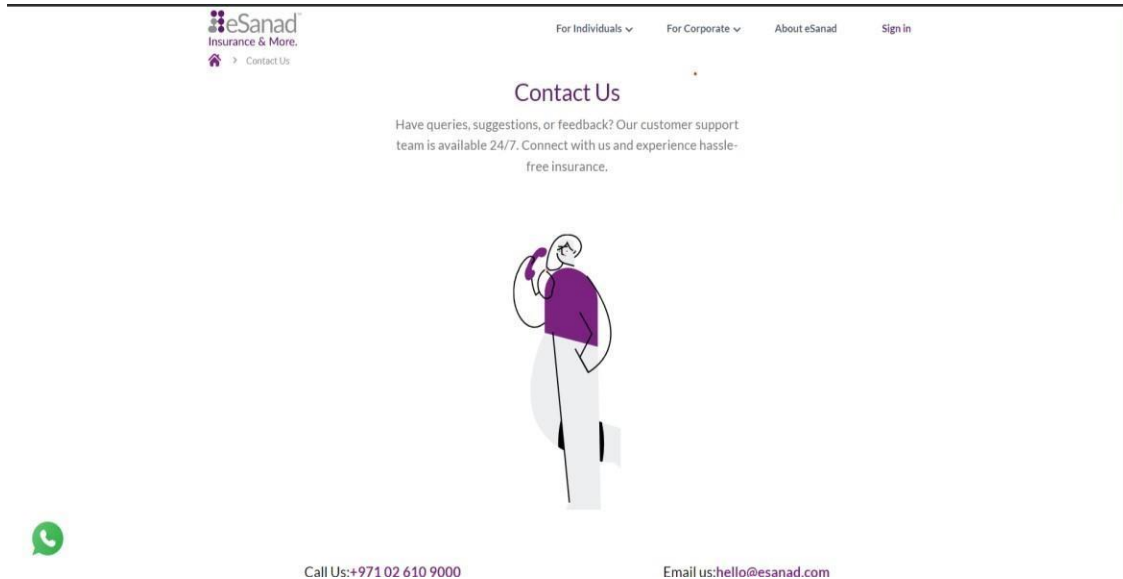 eSanad™
Insurance & More.
For Individuals
For Corporate
About eSanad
Sign in
Contact Us
Contact Us
Have queries, suggestions, or feedback? Our customer support
team is available 24/7. Connect with us and experience hassle-
free insurance.
Call Us:+971 02 610 9000
Email us:hello@esanad.com